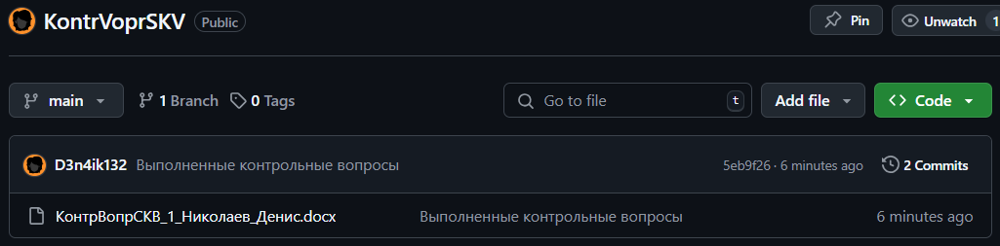 KontrVoprSKV Public Pin Unwatch 1
main 1 Branch 0 Tags Go to file t Add file Code
D3n4ik132 Выполненные контрольные вопросы 5eb9f26 · 6 minutes ago 2 Commits
КонтрВопрСКВ_1_Николаев_Денис.docx Выполненные контрольные вопросы 6 minutes ago